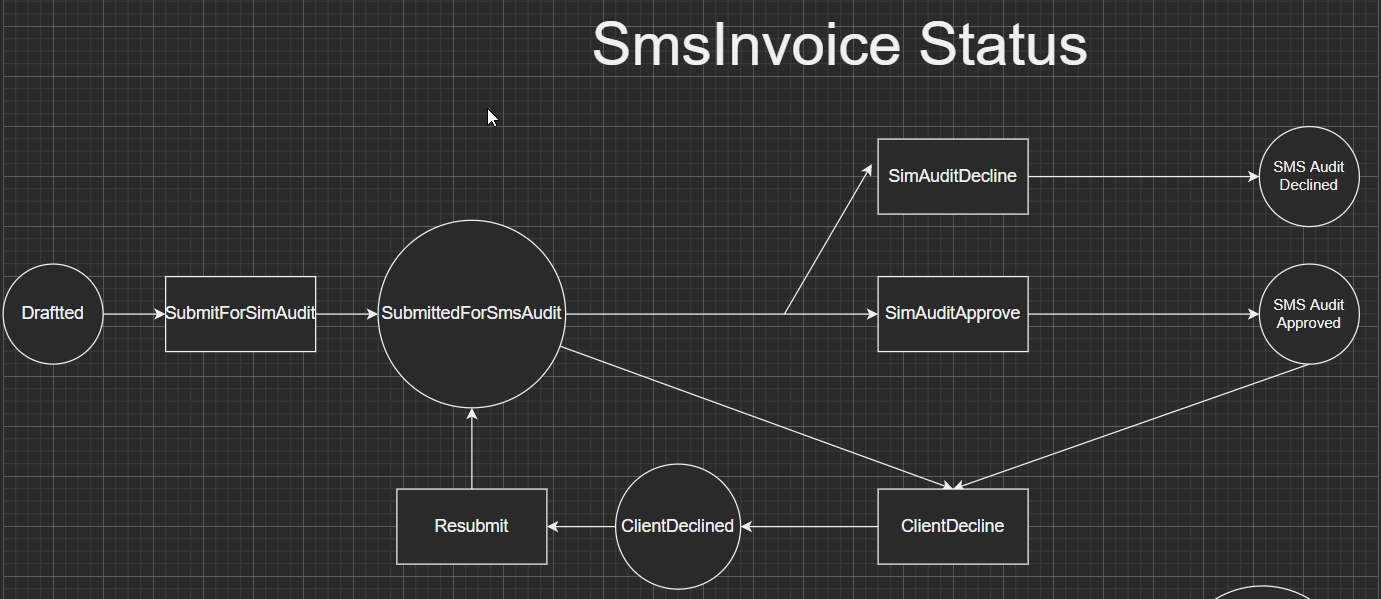 SmsInvoice Status
SimAuditDecline
SMS Audit
Declined
Draftted
SubmitForSimAudit
SubmittedForSmsAudit
SimAuditApprove
SMS Audit
Approved
Resubmit
ClientDeclined
ClientDecline